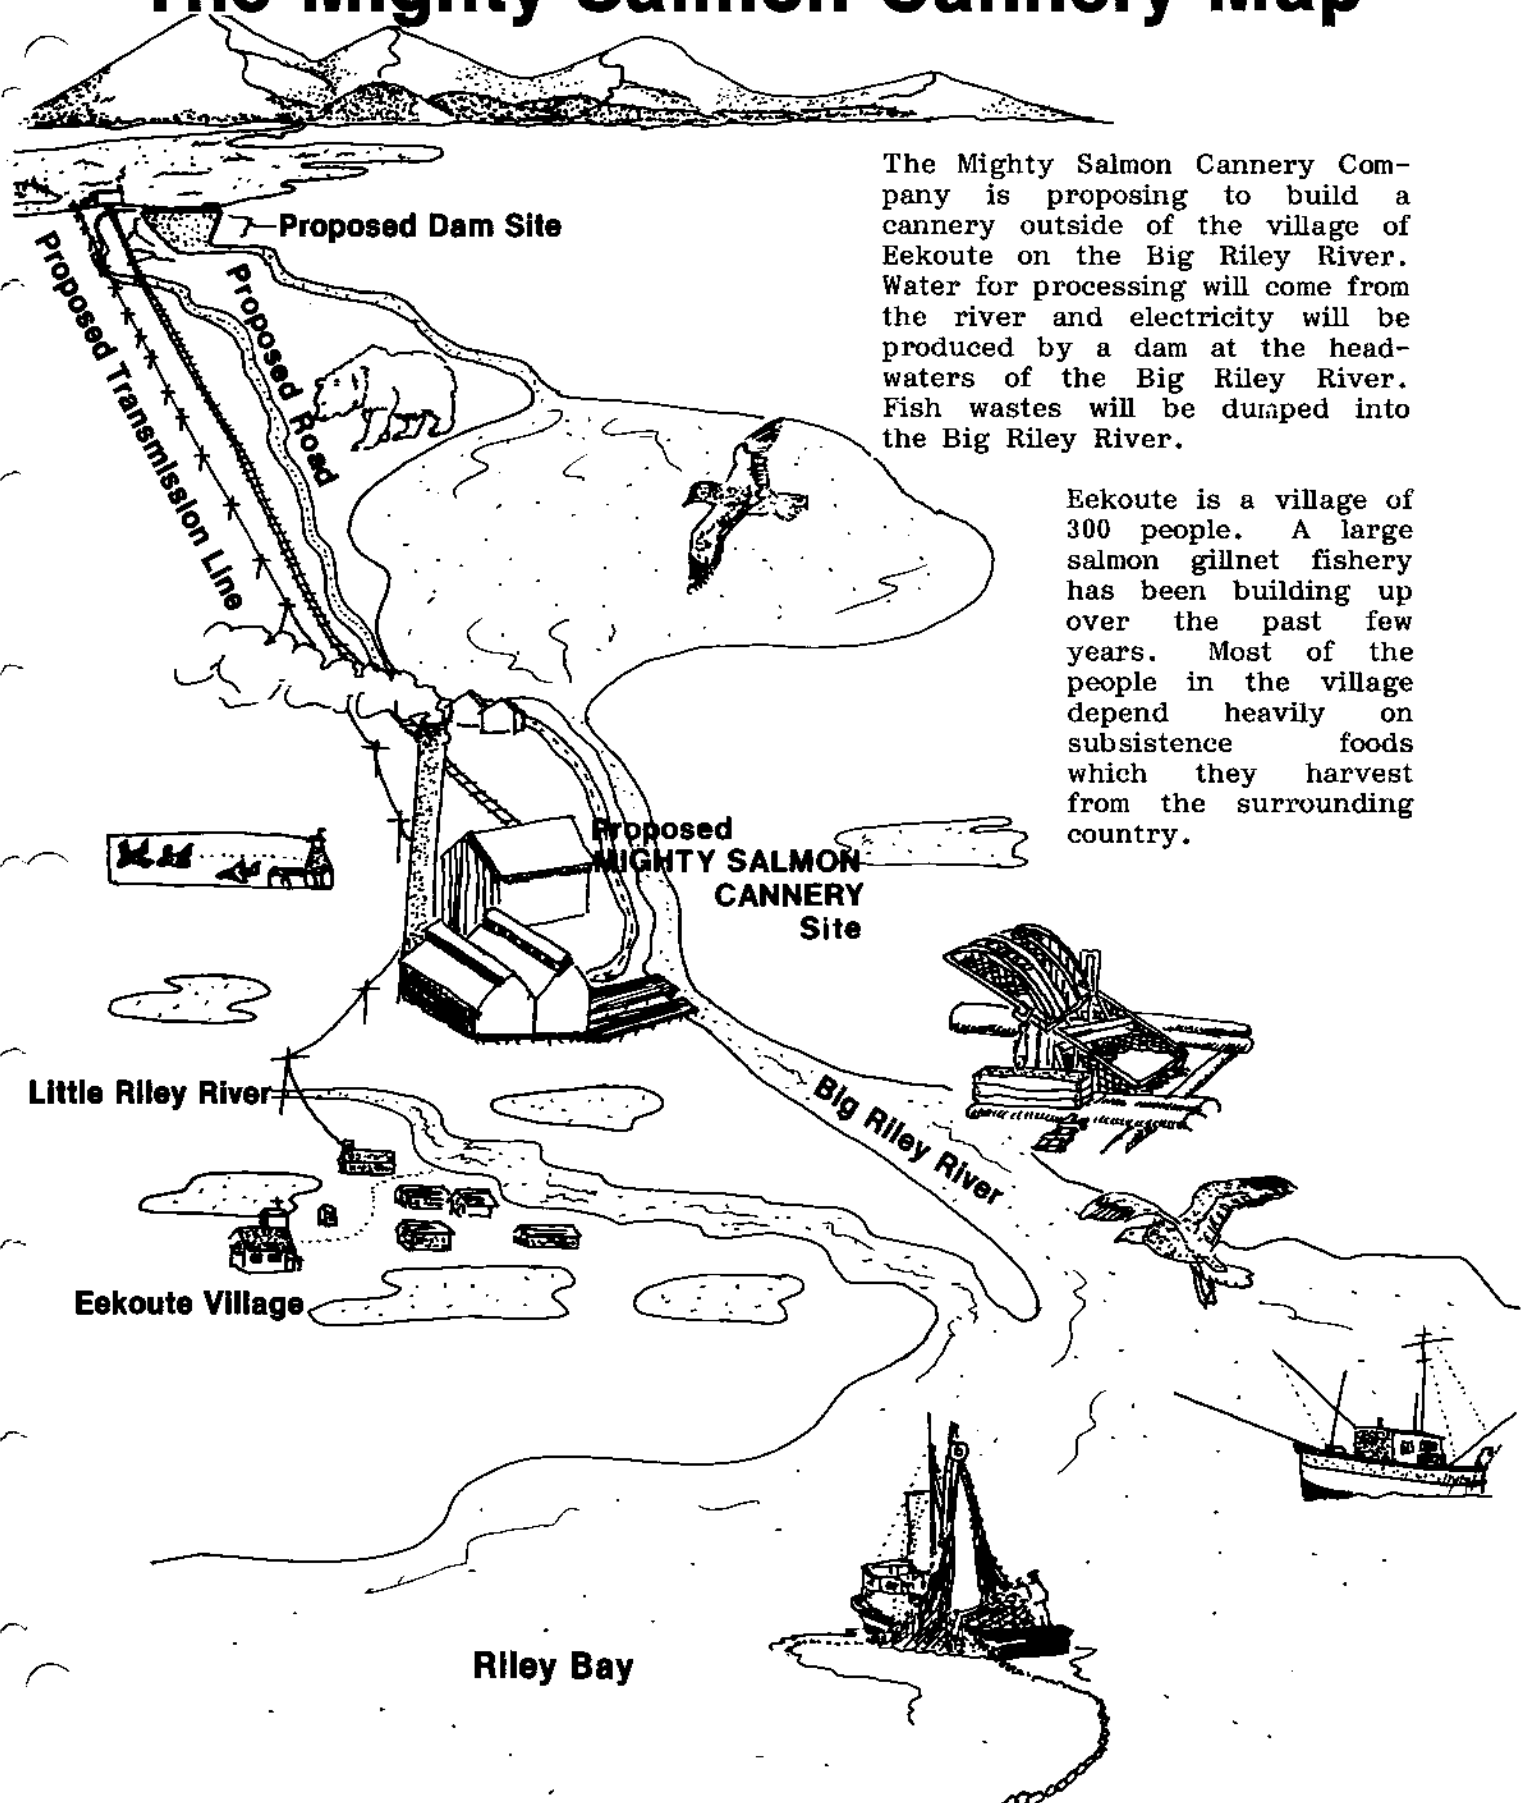 The Mighty Salmon Cannery Map
The Mighty Salmon Cannery Com-
pany is proposing to build a
cannery outside of the village of
Eekoute on the Big Riley River.
Water for processing will come from
the river and electricity will be
produced by a dam at the head-
waters of the Big Riley River.
Fish wastes will be dumped into
the Big Riley River.
Eekoute is a village of
300 people. A large
salmon gillnet fishery
has been building up
over the past few
years. Most of the
people in the village
depend heavily on
subsistence foods
which they harvest
from the surrounding
country.
Proposed Dam Site
Proposed Transmission Line
Proposed Road
Proposed
MIGHTY SALMON
CANNERY
Site
Little Riley River
Big Riley River
Eekoute Village
Riley Bay